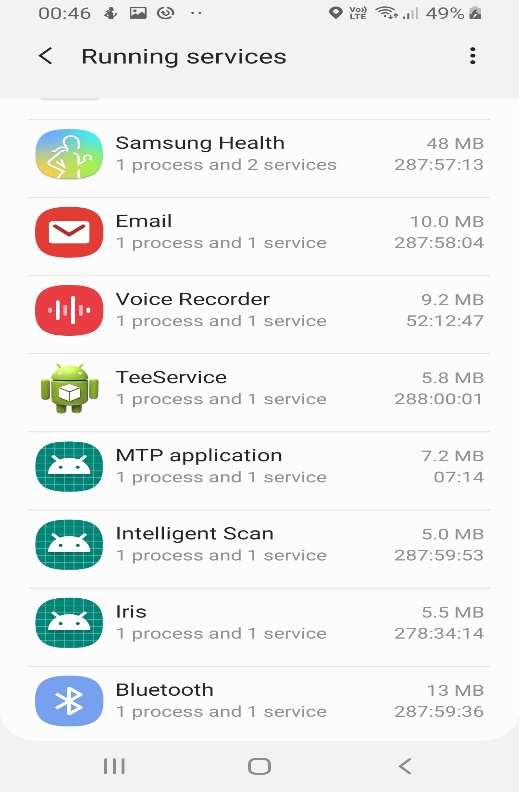 00:46
Vo)) LTE 49%
Running services
Samsung Health 48 MB
1 process and 2 services 287:57:13
Email 10.0 MB
1 process and 1 service 287:58:04
Voice Recorder 9.2 MB
1 process and 1 service 52:12:47
TeeService 5.8 MB
1 process and 1 service 288:00:01
MTP application 7.2 MB
1 process and 1 service 07:14
Intelligent Scan 5.0 MB
1 process and 1 service 287:59:53
Iris 5.5 MB
1 process and 1 service 278:34:14
Bluetooth 13 MB
1 process and 1 service 287:59:36